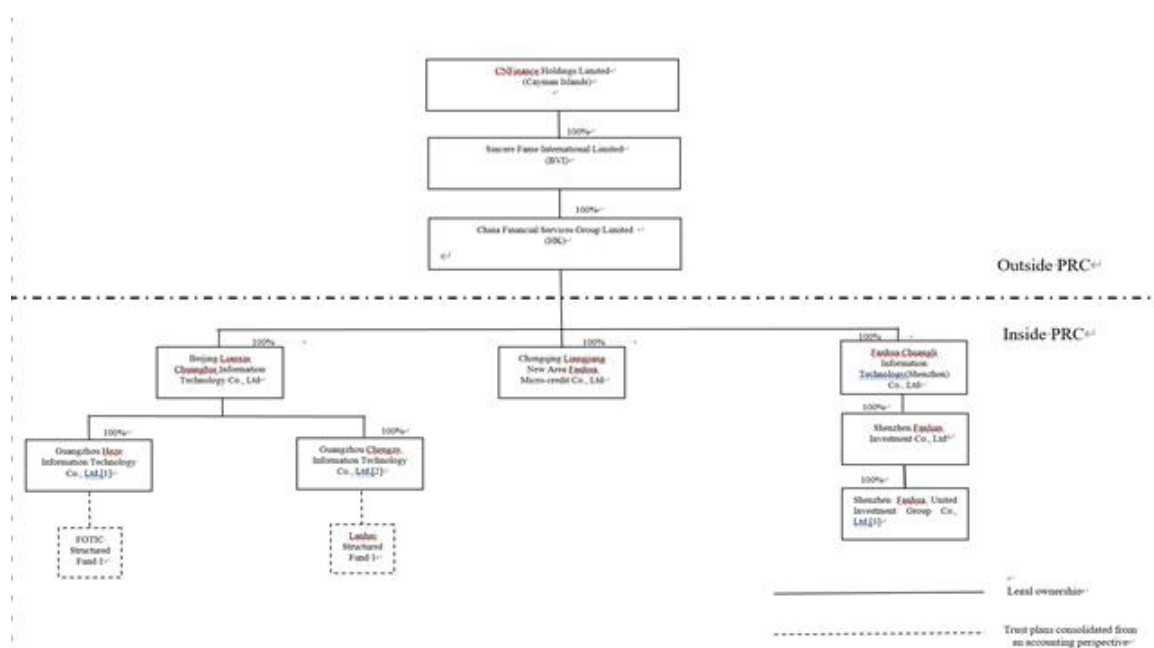 CNFinance Holdings Limited
(Cayman Islands)
100%
Sincere Fame International Limited
(BVI)
100%
China Financial Services Group Limited
(HK)
Outside PRC
Inside PRC
100%
100%
100%
Beijing Lianxin
Chuanghui Information
Technology Co., Ltd
Chongqing Liangjiang
New Area Fanhua
Micro-credit Co., Ltd
Fanhua Chuangli
Information
Technology(Shenzhen)
Co., Ltd
100%
100%
100%
Guangzhou Heze
Information Technology
Co., Ltd.[1]
Guangzhou Chengze
Information Technology
Co., Ltd.[2]
Shenzhen Fanhua
Investment Co., Ltd
100%
Shenzhen Fanhua United
Investment Group Co.,
Ltd.[3]
FOTIC
Structured
Fund 1
Structured
Fund 1
Legal ownership
Trust plans consolidated from
an accounting perspective